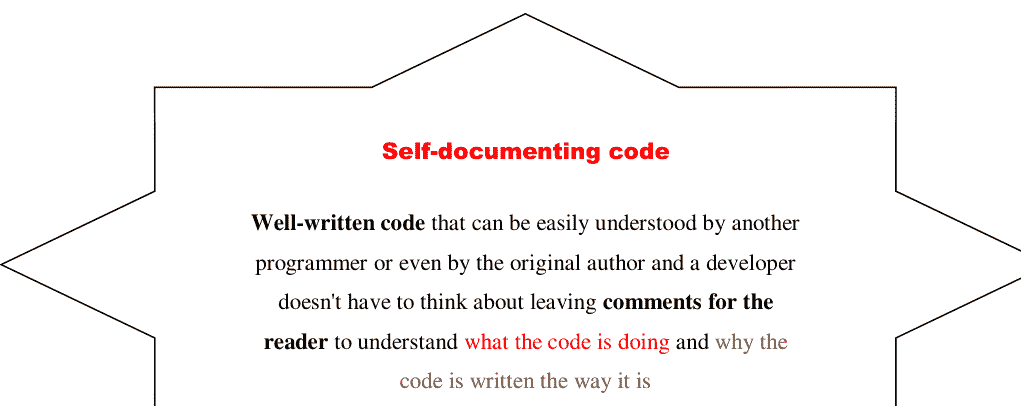 Self-documenting code
Well-written code that can be easily understood by another
programmer or even by the original author and a developer
doesn't have to think about leaving comments for the
reader to understand what the code is doing and why the
code is written the way it is